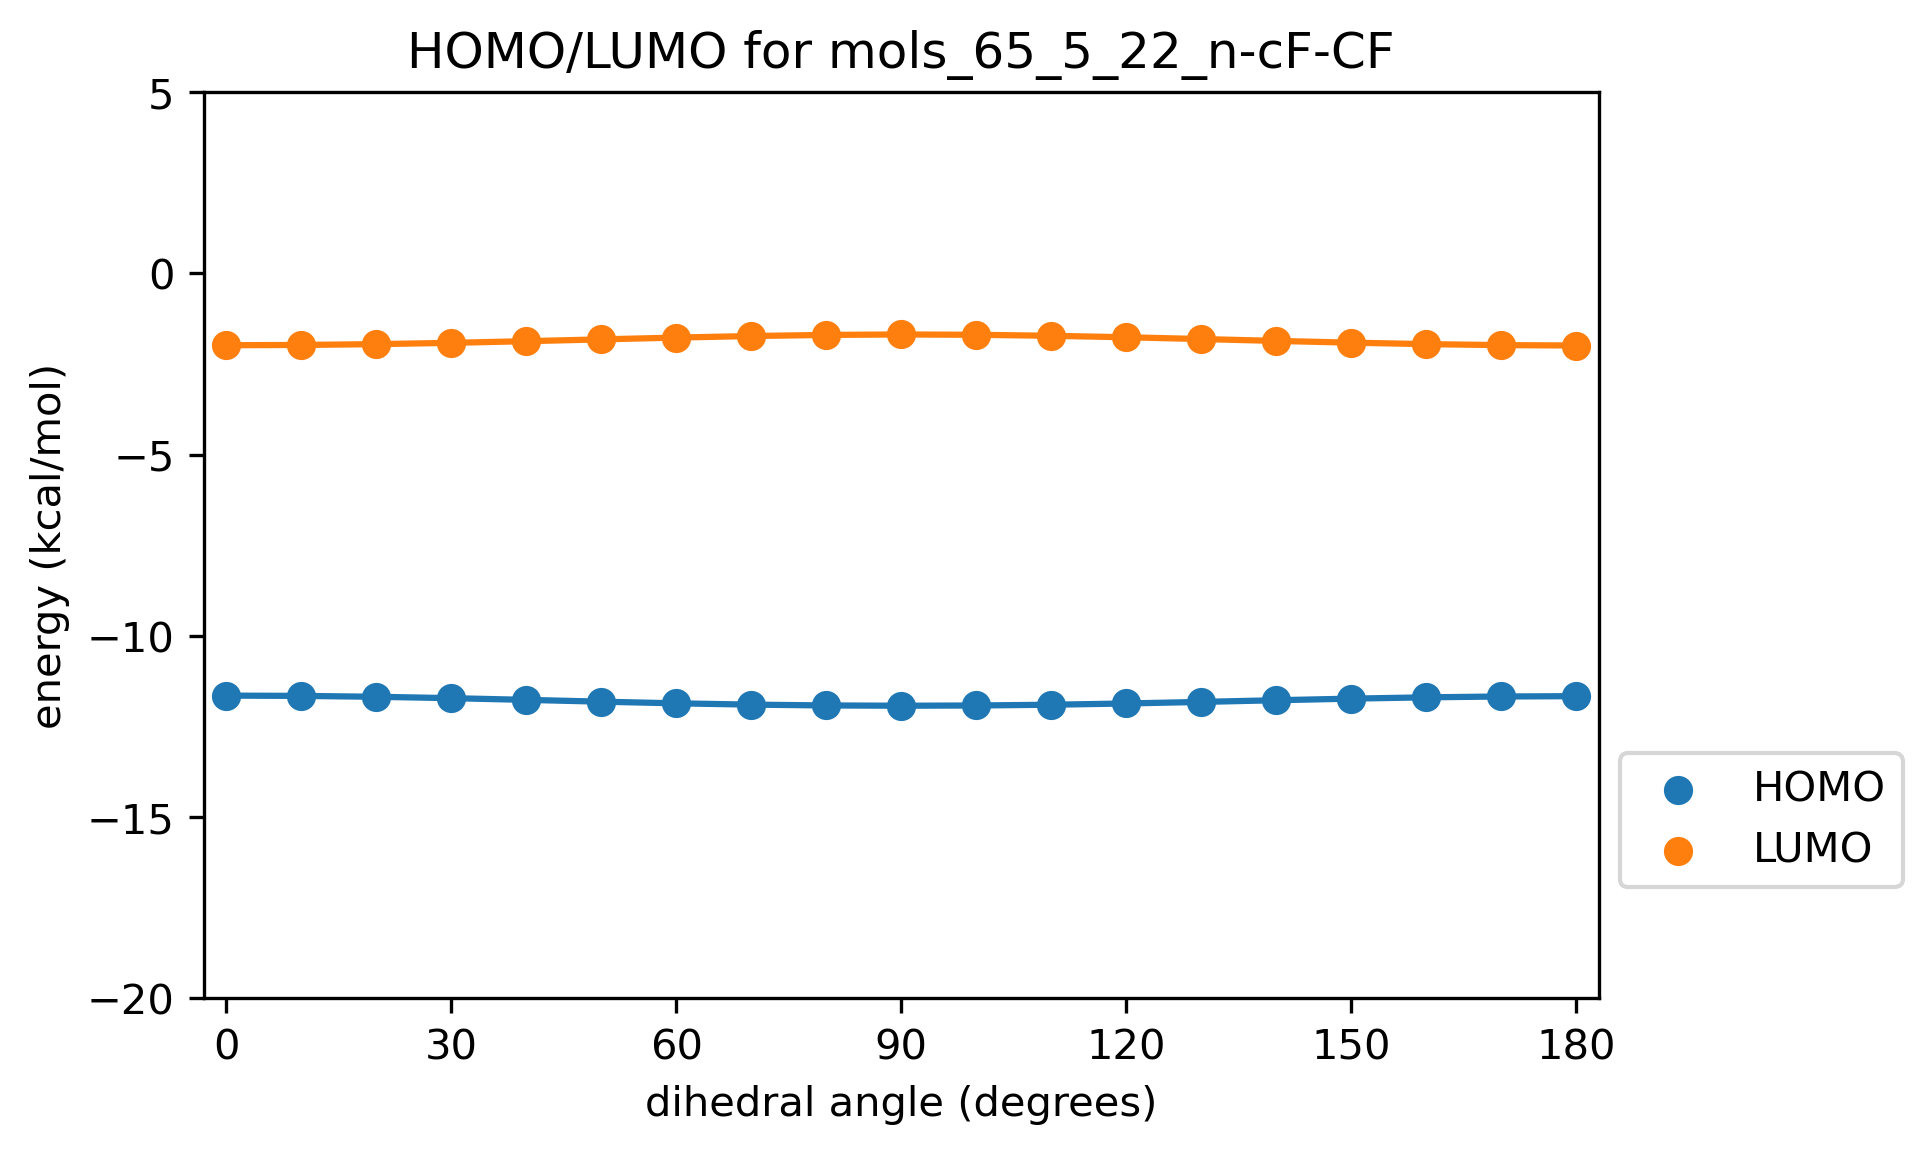 HOMO/LUMO for mols_65_5_22_n-cF-CF
5
0
−5
−10
−15
−20
energy (kcal/mol)
0 30 60 90 120 150 180
dihedral angle (degrees)
HOMO
LUMO